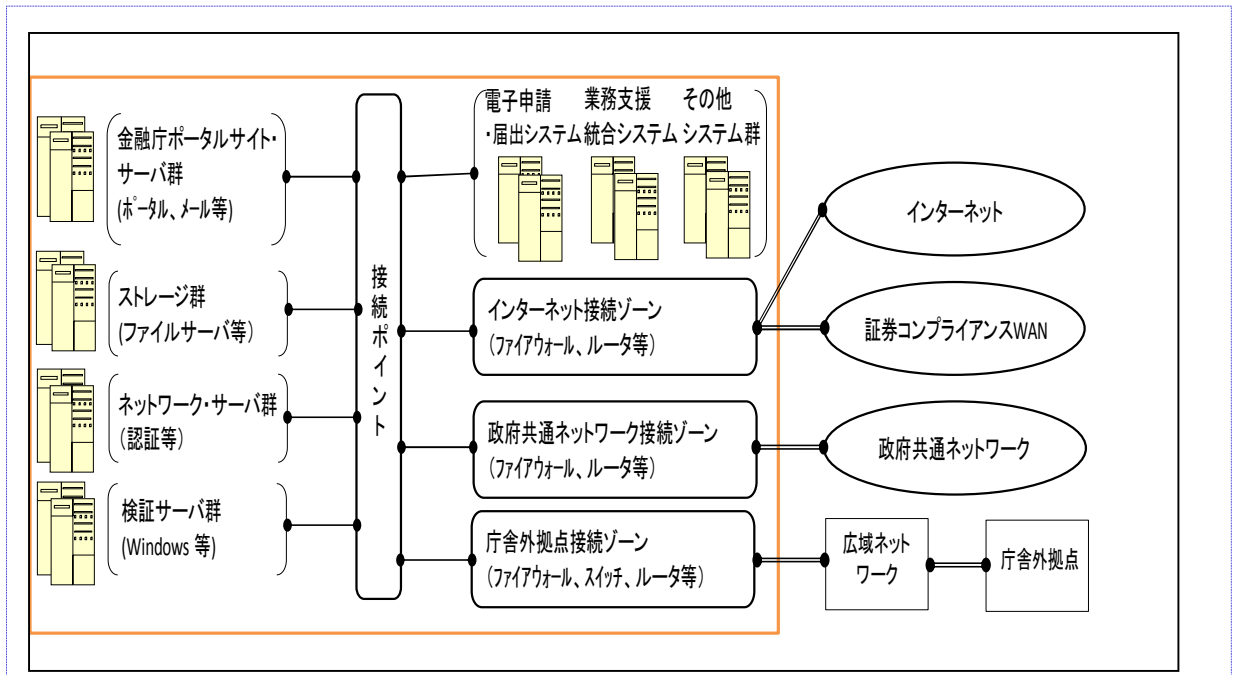 金融庁ポータルサイト・
サーバ群
(ポータル、メール等)
ストレージ群
(ファイルサーバ等)
ネットワーク・サーバ群
(認証等)
検証サーバ群
(Windows 等)
接続ポイント
電子申請
・届出システム
業務支援
統合システム
その他
システム群
インターネット接続ゾーン
(ファイアウォール、ルータ等)
政府共通ネットワーク接続ゾーン
(ファイアウォール、ルータ等)
庁舎外拠点接続ゾーン
(ファイアウォール、スイッチ、ルータ等)
インターネット
証券コンプライアンスWAN
政府共通ネットワーク
広域ネット
ワーク
庁舎外拠点